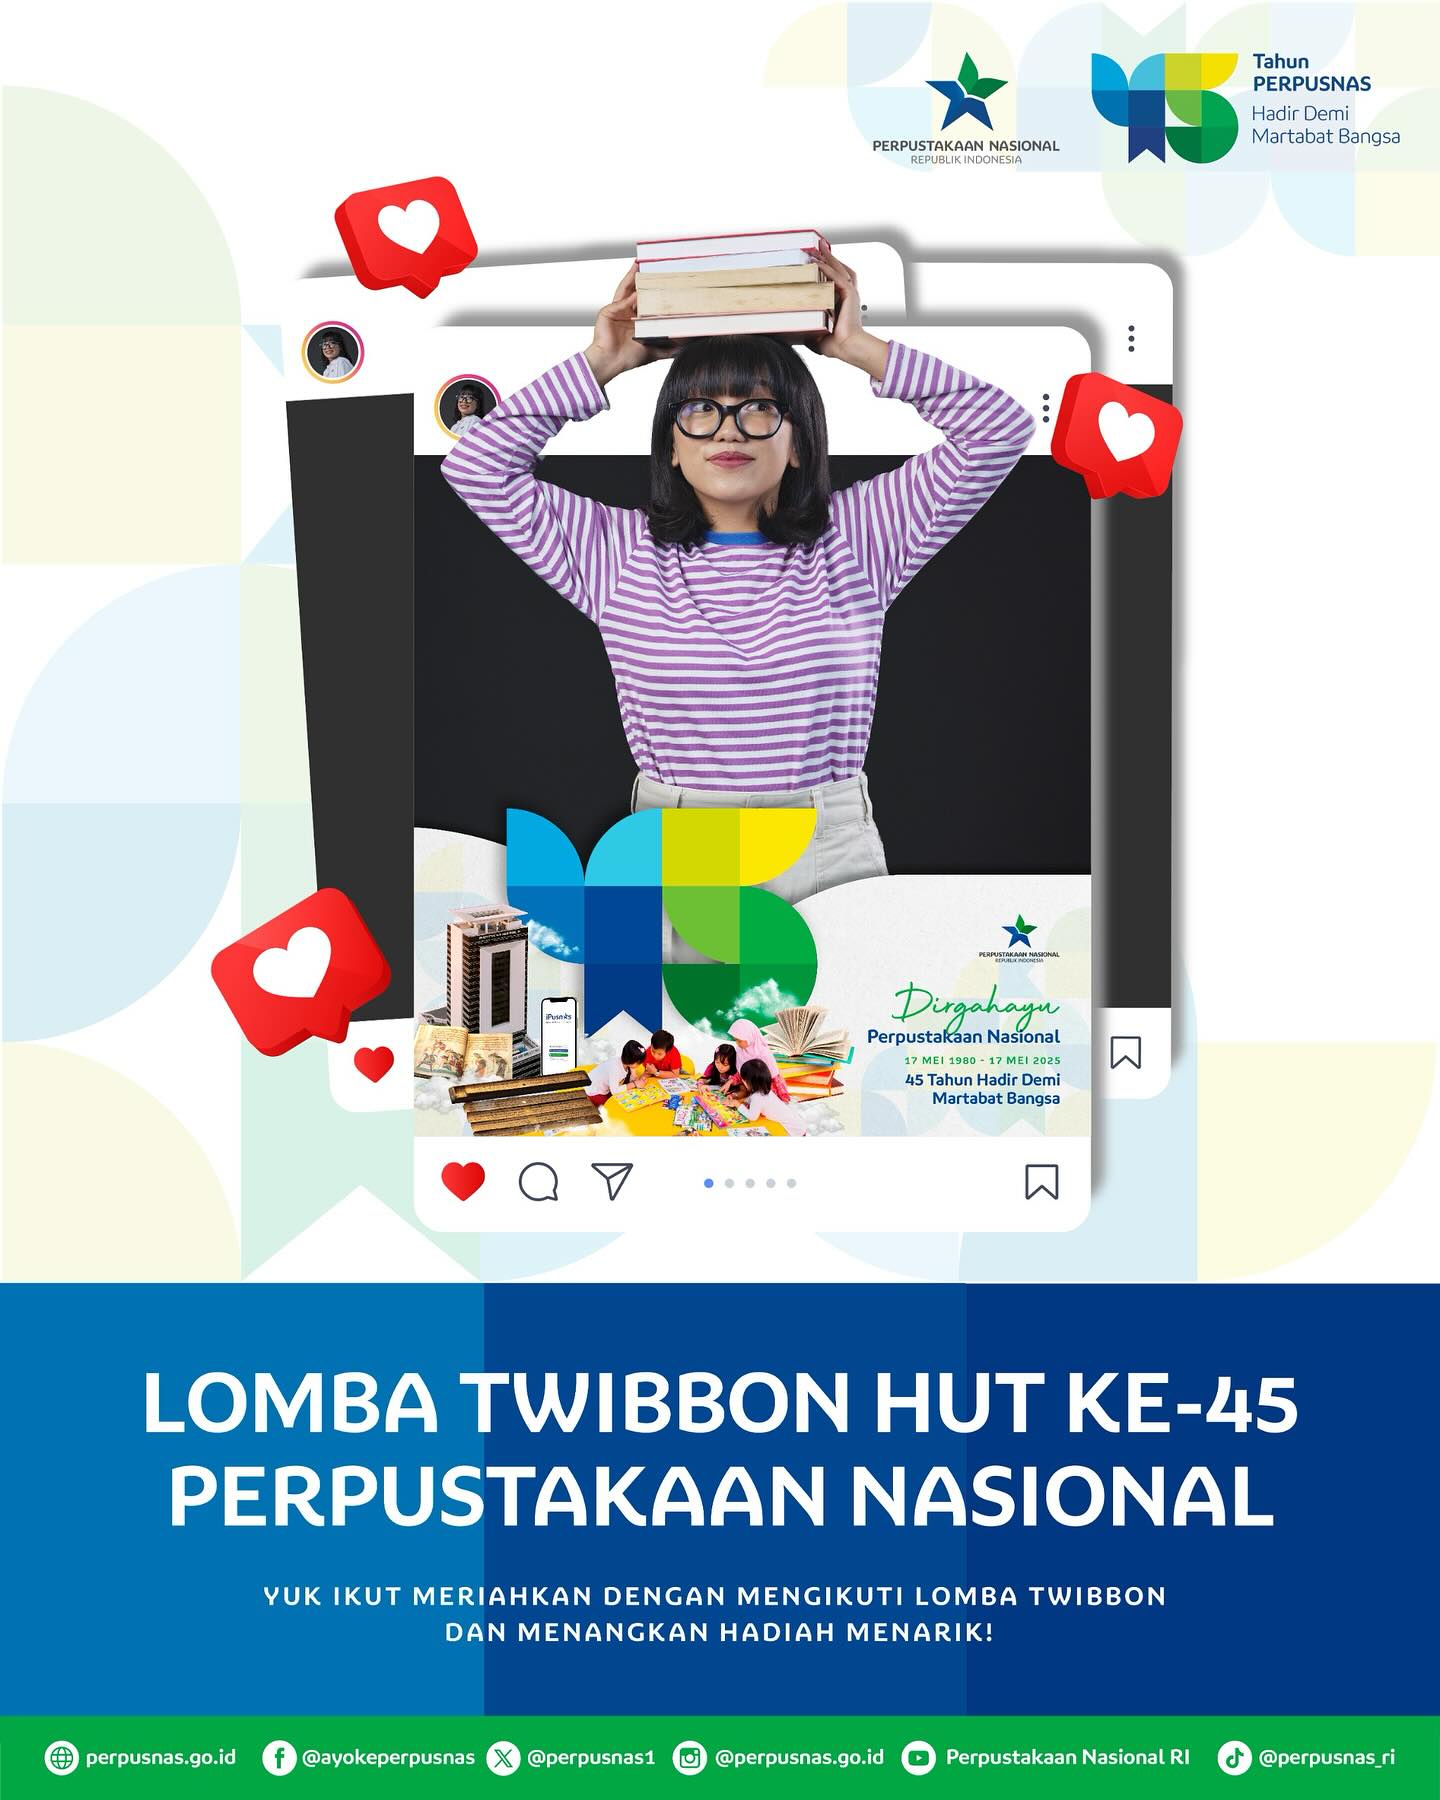 PERPUSTAKAAN NASIONAL
REPUBLIK INDONESIA
45
Tahun
PERPUSNAS
Hadir Demi
Martabat Bangsa
45
iPusnas
PERPUSTAKAAN NASIONAL
REPUBLIK INDONESIA
Dirgahayu
Perpustakaan Nasional
17 MEI 1980 - 17 MEI 2025
45 Tahun Hadir Demi
Martabat Bangsa
LOMBA TWIBBON HUT KE-45
PERPUSTAKAAN NASIONAL
YUK IKUT MERIAHKAN DENGAN MENGIKUTI LOMBA TWIBBON
DAN MENANGKAN HADIAH MENARIK!
perpusnas.go.id @ayokeperpusnas @perpusnas1 @perpusnas.go.id Perpustakaan Nasional RI @perpusnas_ri